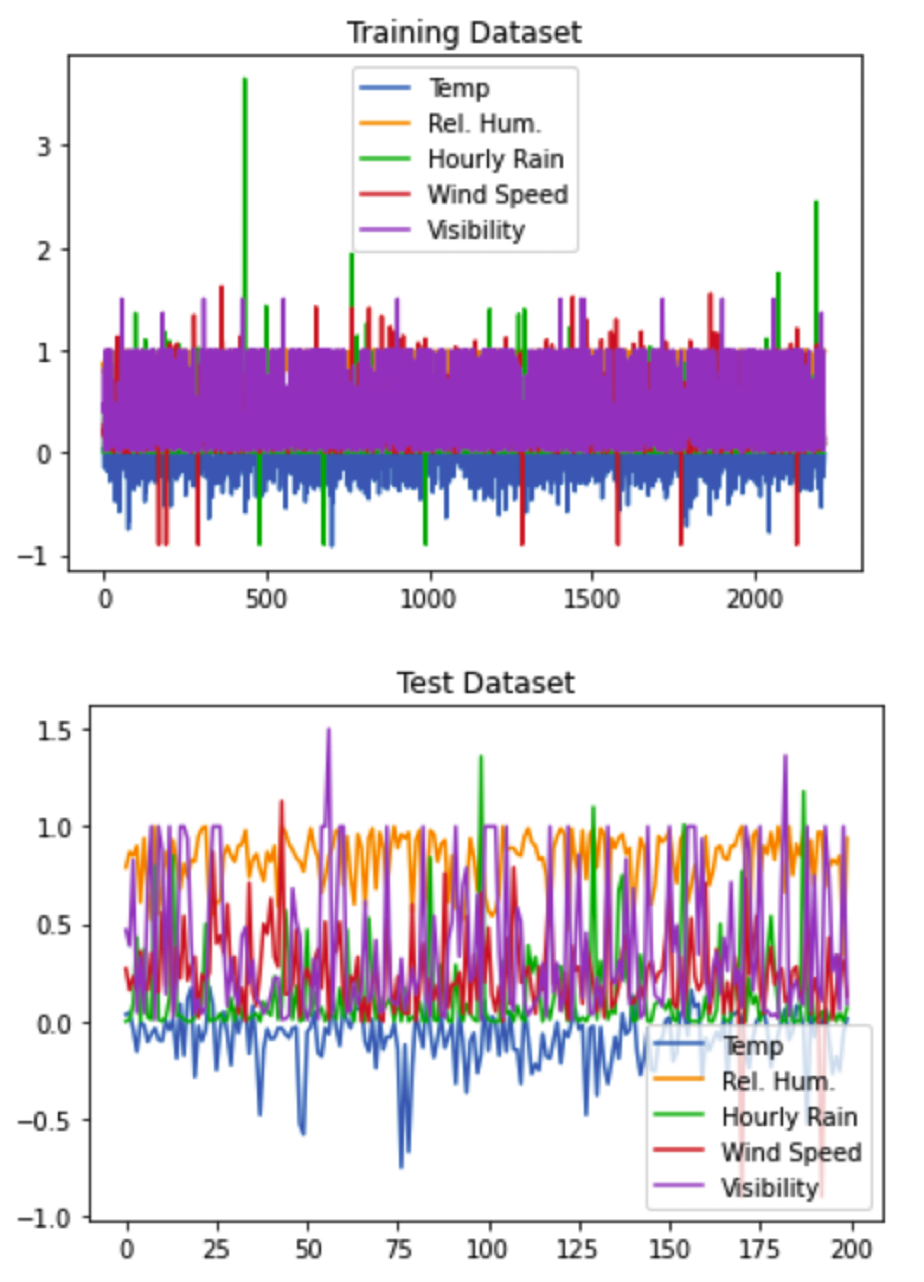 Training Dataset
Temp
Rel. Hum.
Hourly Rain
Wind Speed
Visibility
3
2
1
0
−1
0 500 1000 1500 2000
Test Dataset
1.5
1.0
0.5
0.0
−0.5
−1.0
Temp
Rel. Hum.
Hourly Rain
Wind Speed
Visibility
0 25 50 75 100 125 150 175 200